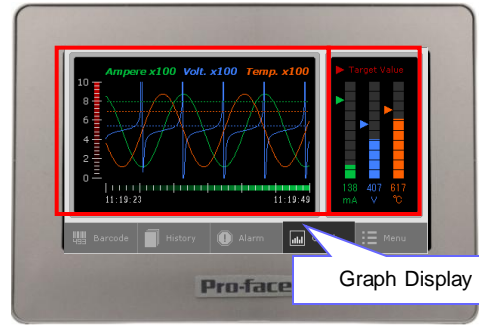 Ampere x100 Volt. x100 Temp. x100
10
8
6
4
2
0
11:19:23 11:19:49
Target Value
138 407 617
mA V ℃
Barcode History Alarm Menu
Pro-face
Graph Display